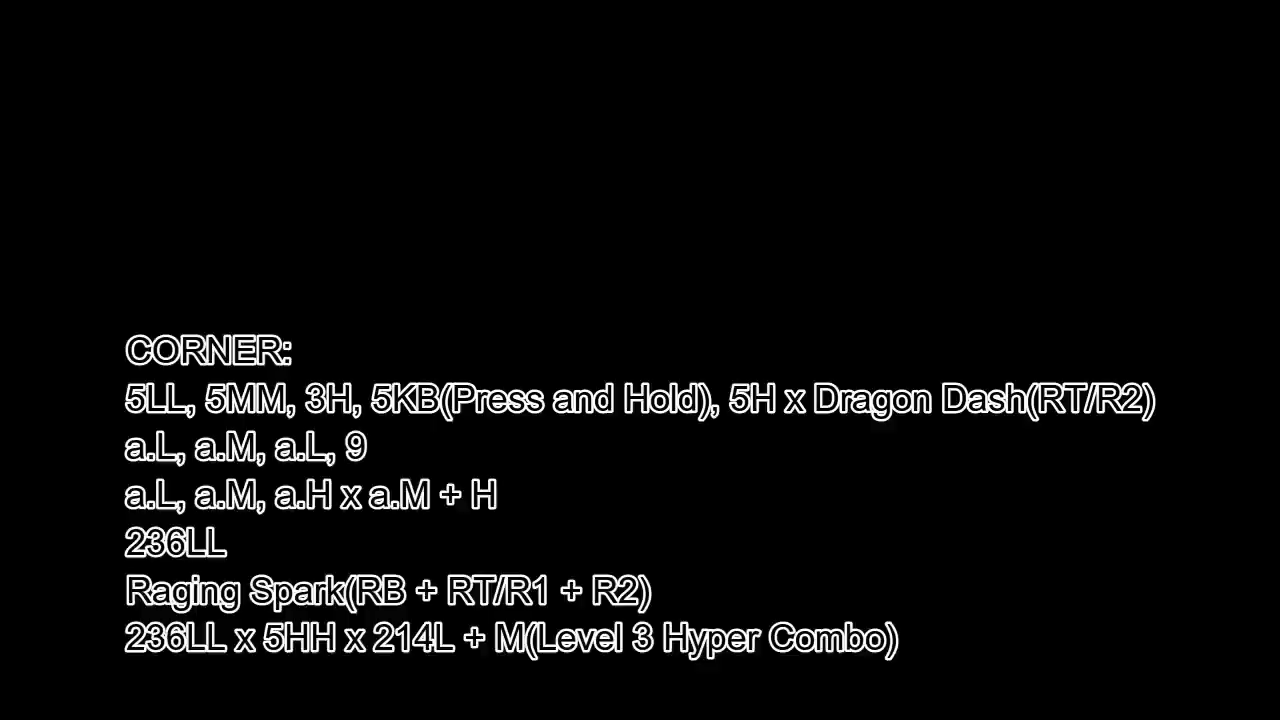 CORNER:
5LL, 5MM, 3H, 5KB(Press and Hold), 5H x Dragon Dash(RT/R2)
a.L, a.M, a.L, 9
a.L, a.M, a.H x a.M + H
236LL
Raging Spark(RB + RT/R1 + R2)
236LL x 5HH x 214L + M(Level 3 Hyper Combo)